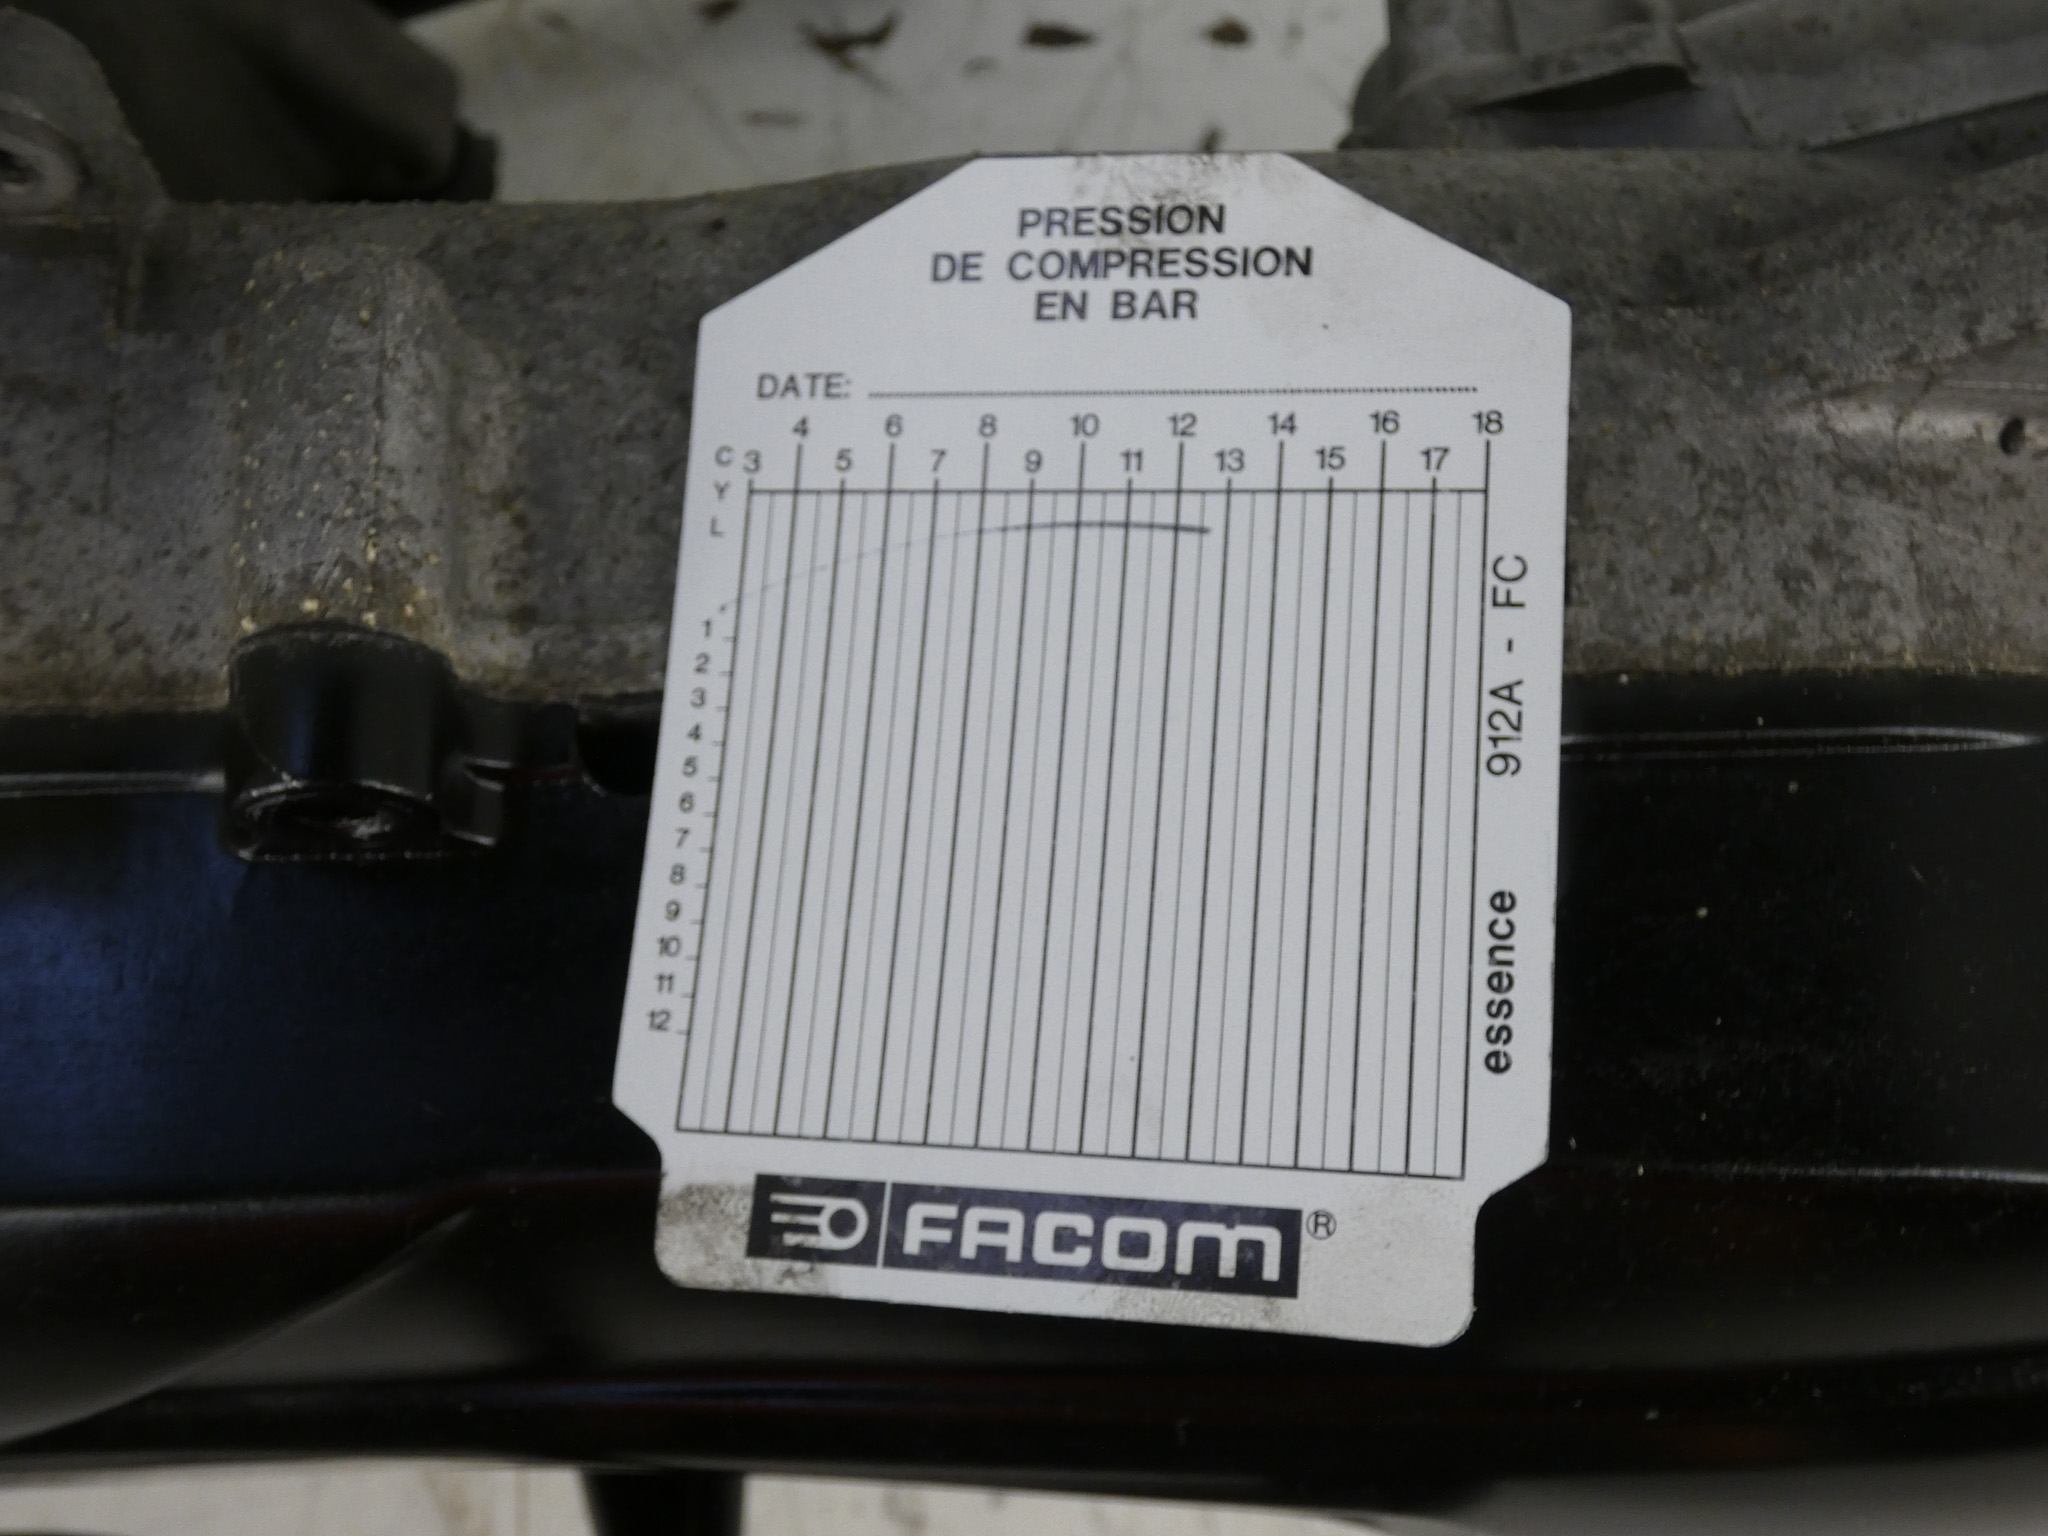 PRESSION
DE COMPRESSION
EN BAR
DATE:
4 6 8 10 12 14 16 18
3 5 7 9 11 13 15 17
C
Y
L
1
2
3
4
5
6
7
8
9
10
11
12
essence 912A - FC
FACOM®